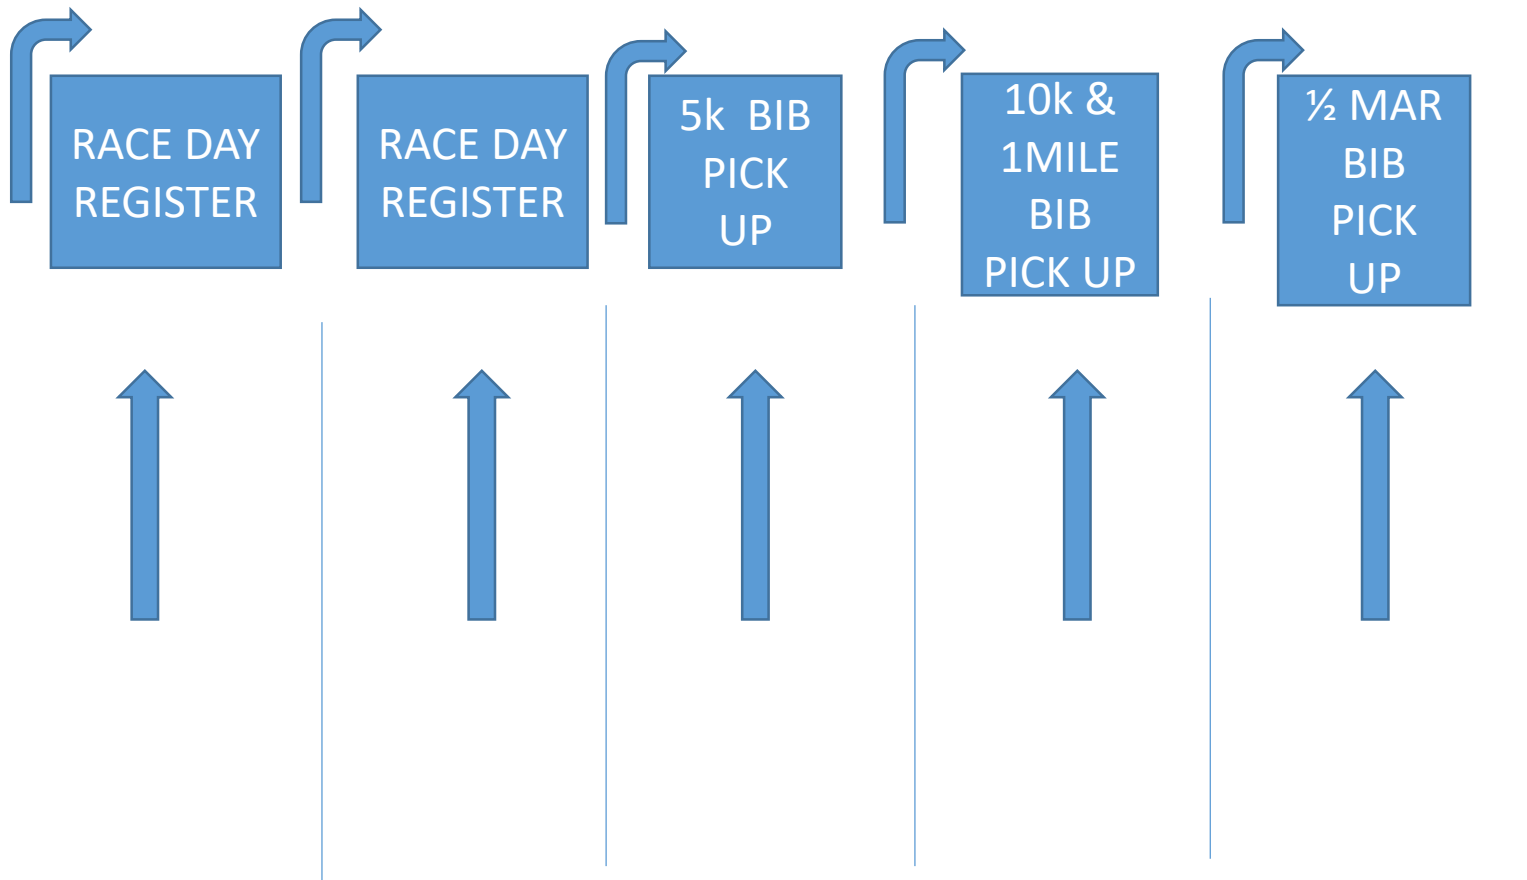 RACE DAY
REGISTER
RACE DAY
REGISTER
5k  BIB
PICK
UP
10k &
1MILE
BIB
PICK UP
½ MAR
BIB
PICK
UP